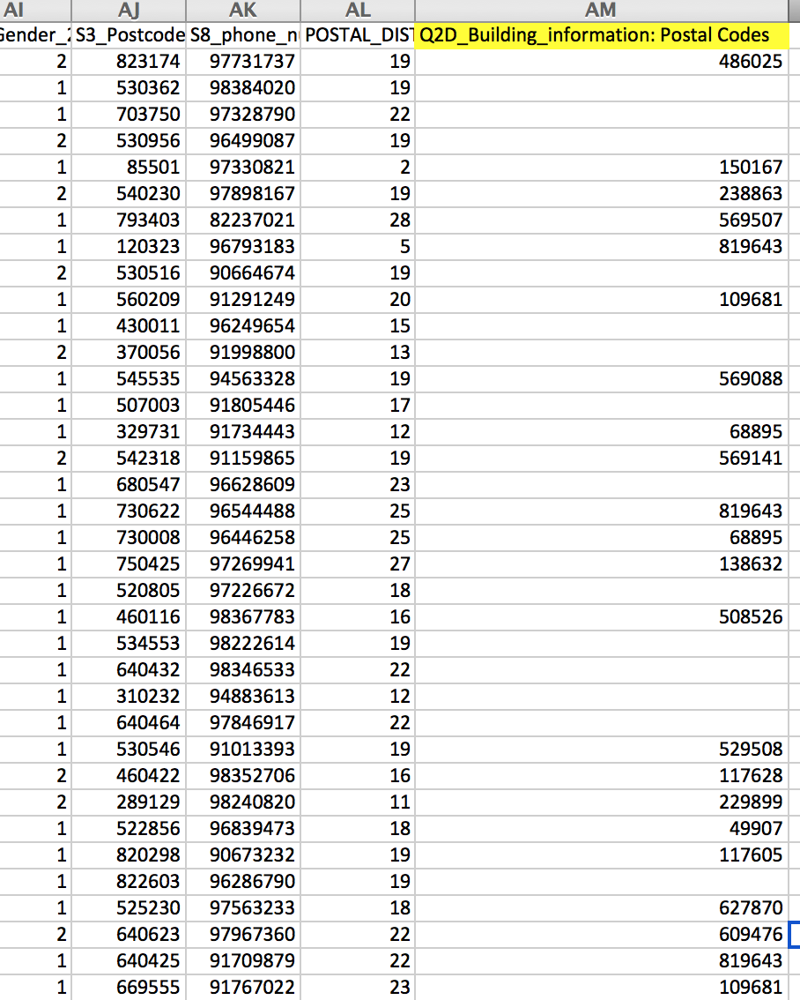 AI AJ AK AL AM
Gender_2 S3_Postcode S8_phone_n POSTAL_DIST Q2D_Building_information: Postal Codes
2 823174 97731737 19 486025
1 530362 98384020 19
1 703750 97328790 22
2 530956 96499087 19
1 85501 97330821 2 150167
2 540230 97898167 19 238863
1 793403 82237021 28 569507
1 120323 96793183 5 819643
2 530516 90664674 19
1 560209 91291249 20 109681
1 430011 96249654 15
2 370056 91998800 13
1 545535 94563328 19 569088
1 507003 91805446 17
1 329731 91734443 12 68895
2 542318 91159865 19 569141
1 680547 96628609 23
1 730622 96544488 25 819643
1 730008 96446258 25 68895
1 750425 97269941 27 138632
1 520805 97226672 18
1 460116 98367783 16 508526
1 534553 98222614 19
1 640432 98346533 22
1 310232 94883613 12
1 640464 97846917 22
1 530546 91013393 19 529508
2 460422 98352706 16 117628
2 289129 98240820 11 229899
1 522856 96839473 18 49907
1 820298 90673232 19 117605
1 822603 96286790 19
1 525230 97563233 18 627870
2 640623 97967360 22 609476
1 640425 91709879 22 819643
1 669555 91767022 23 109681